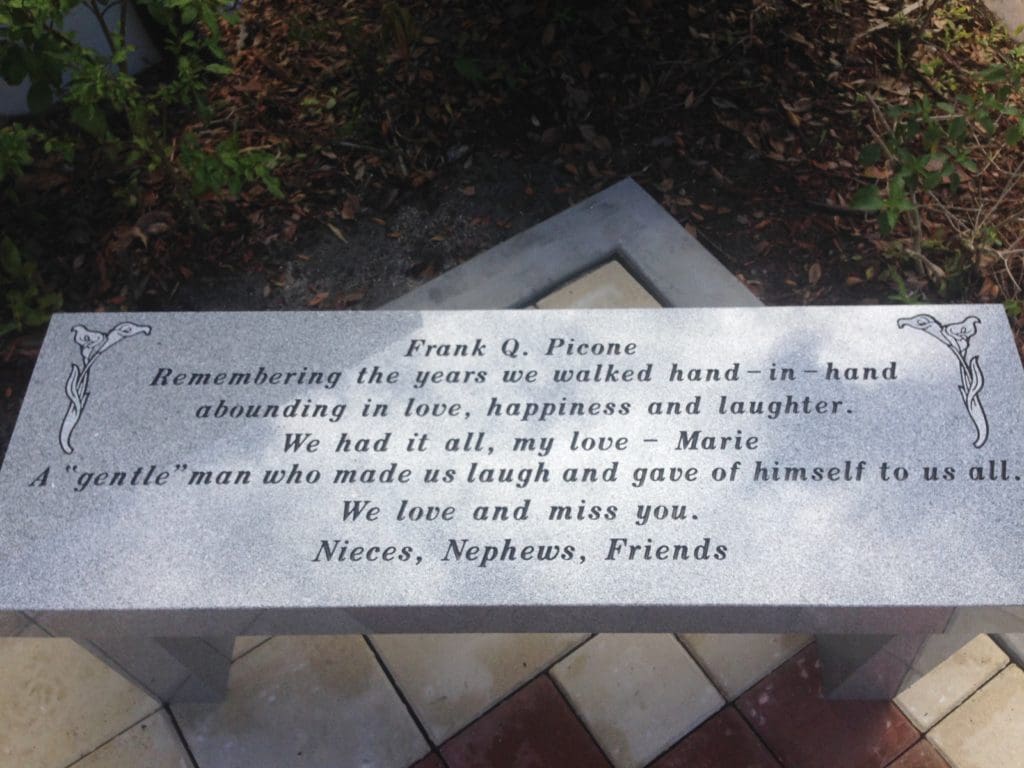 Frank Q. Picone
Remembering the years we walked hand-in-hand
abounding in love, happiness and laughter.
We had it all, my love - Marie
A "gentle" man who made us laugh and gave of himself to us all.
We love and miss you.
Nieces, Nephews, Friends